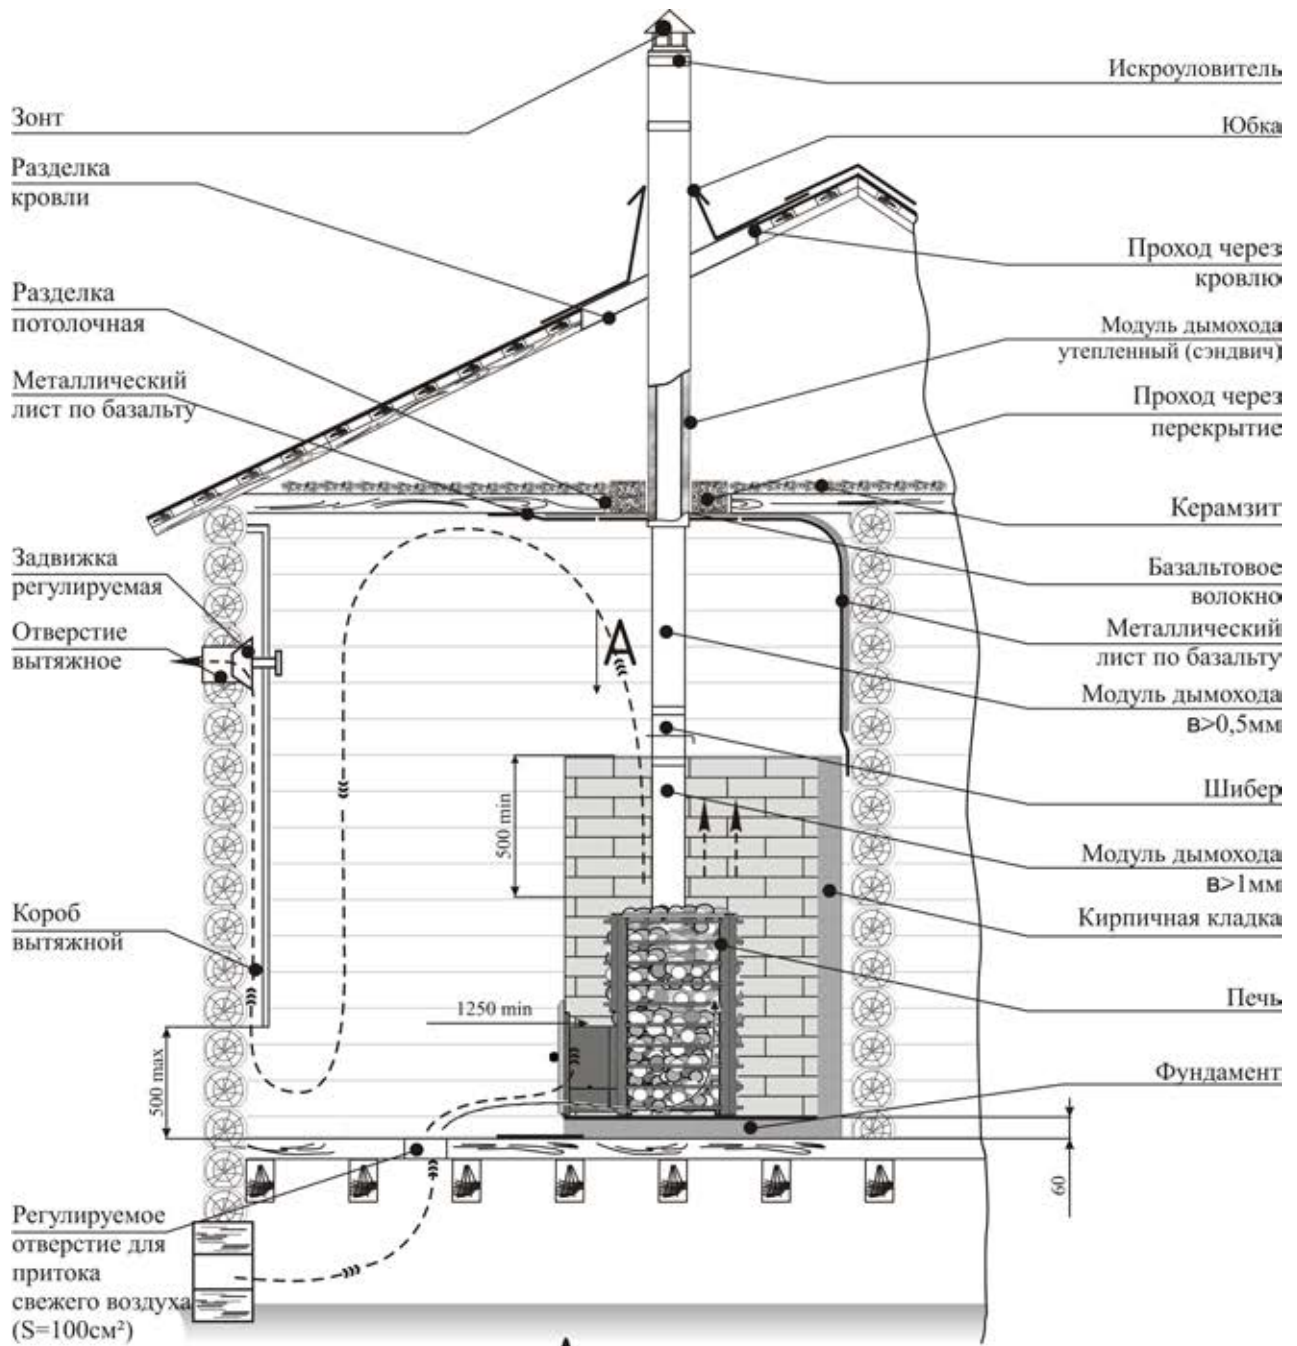 Зонт
Разделка
кровли
Разделка
потолочная
Металлический
лист по базальту
Задвижка
регулируемая
Отверстие
вытяжное
Короб
вытяжной
Регулируемое
отверстие для
притока
свежего воздуха
(S=100см²)
Искроуловитель
Юбка
Проход через
кровлю
Модуль дымохода
утепленный (сэндвич)
Проход через
перекрытие
Керамзит
Базальтовое
волокно
Металлический
лист по базальту
Модуль дымохода
в>0,5мм
Шибер
Модуль дымохода
в>1мм
Кирпичная кладка
Печь
Фундамент
А
500 min
1250 min
500 max
60